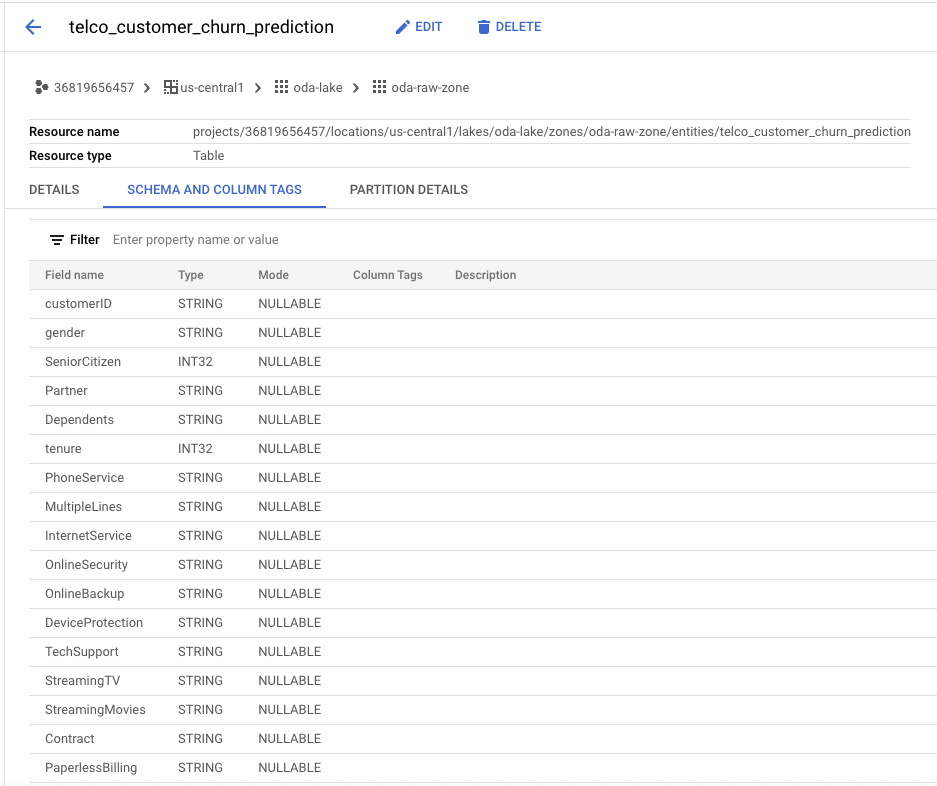 telco_customer_churn_prediction EDIT DELETE
36819656457 us-central1 oda-lake oda-raw-zone
Resource name projects/36819656457/locations/us-central1/lakes/oda-lake/zones/oda-raw-zone/entities/telco_customer_churn_prediction
Resource type Table
DETAILS SCHEMA AND COLUMN TAGS PARTITION DETAILS
Filter Enter property name or value
Field name Type Mode Column Tags Description
customerID STRING NULLABLE
gender STRING NULLABLE
SeniorCitizen INT32 NULLABLE
Partner STRING NULLABLE
Dependents STRING NULLABLE
tenure INT32 NULLABLE
PhoneService STRING NULLABLE
MultipleLines STRING NULLABLE
InternetService STRING NULLABLE
OnlineSecurity STRING NULLABLE
OnlineBackup STRING NULLABLE
DeviceProtection STRING NULLABLE
TechSupport STRING NULLABLE
StreamingTV STRING NULLABLE
StreamingMovies STRING NULLABLE
Contract STRING NULLABLE
PaperlessBilling STRING NULLABLE